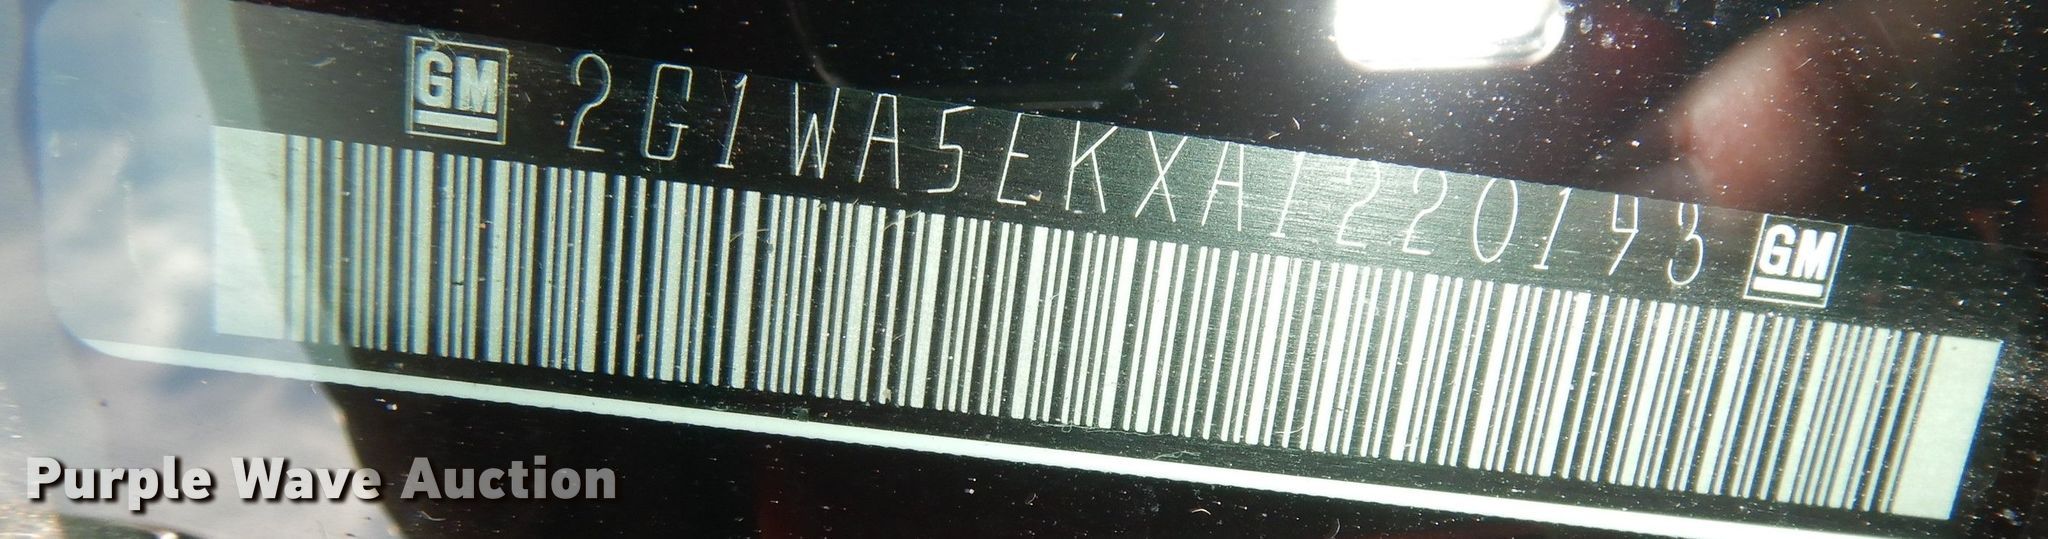 GM 2G1WA5EKXA1220193 GM
Purple Wave Auction